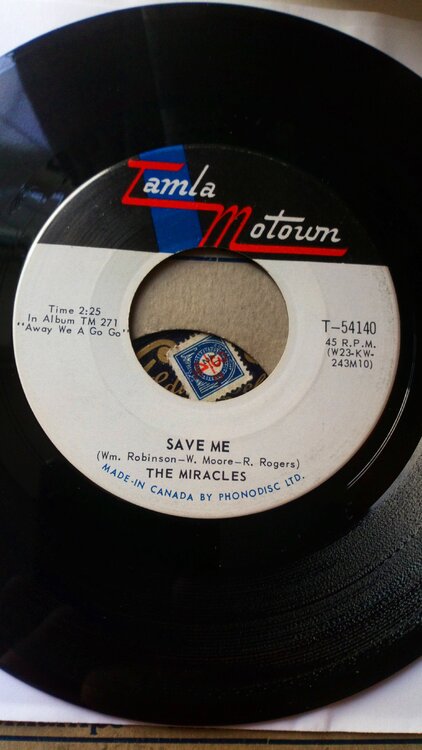 Tamla
Motown
Time 2:25
In Album TM 271
"Away We A Go Go"
T-54140
45 R.P.M.
(W23-KW-
243M10)
SAVE ME
(Wm. Robinson-W. Moore-R. Rogers)
THE MIRACLES
MADE-IN CANADA BY PHONODISC LTD.